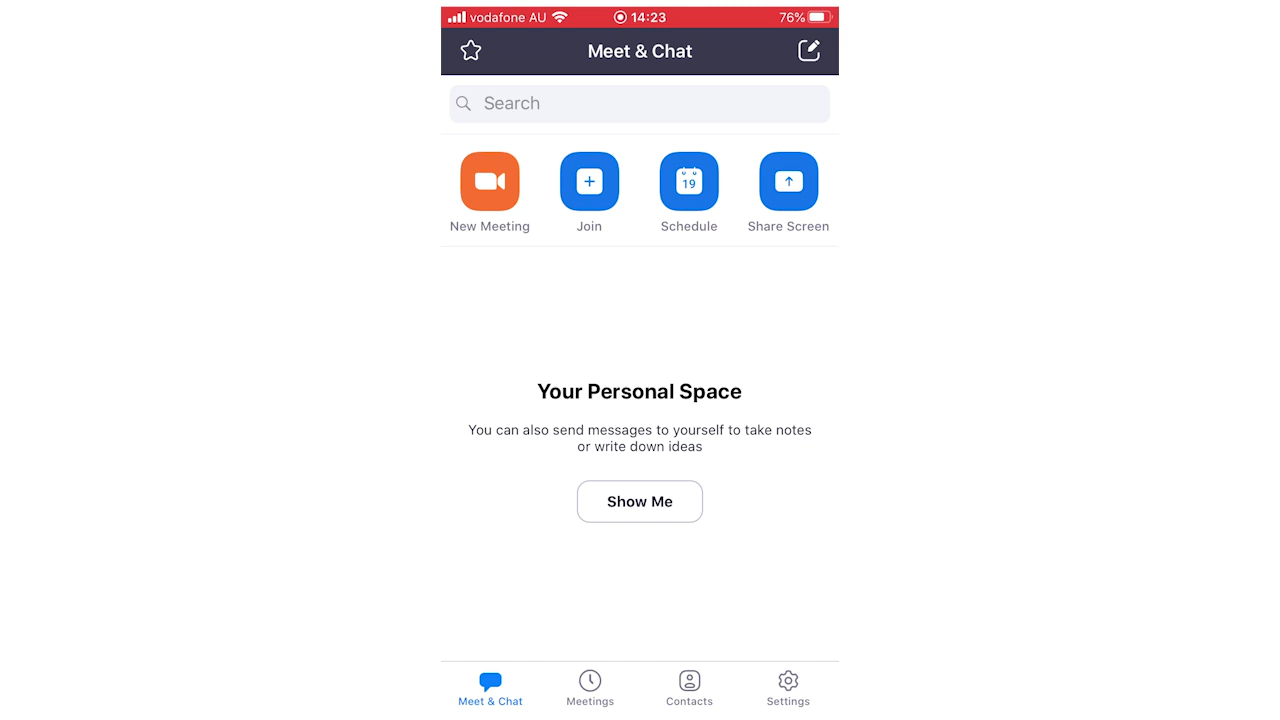 vodafone AU 14:23 76%
Meet & Chat
Search
19
New Meeting Join Schedule Share Screen
Your Personal Space
You can also send messages to yourself to take notes
or write down ideas
Show Me
Meet & Chat Meetings Contacts Settings